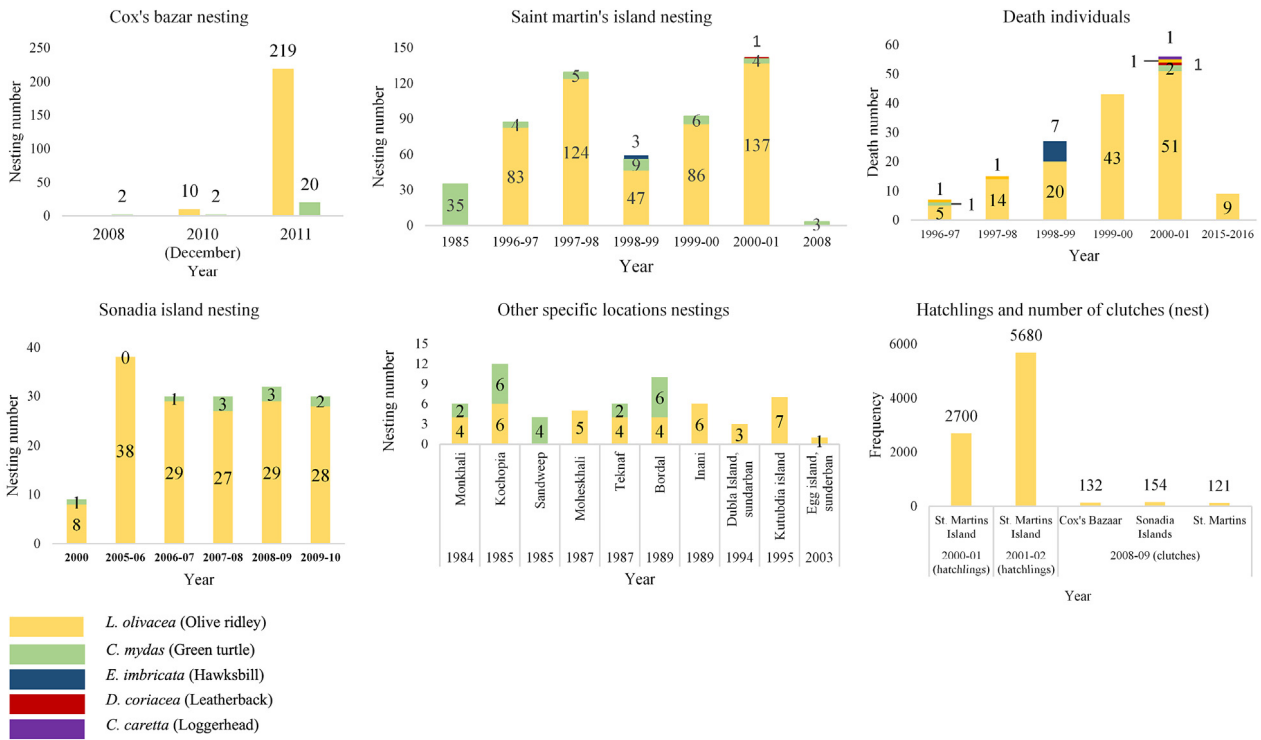 Cox's bazar nesting
Nesting number
250
200
150
100
50
0
2
10
2
219
20
2008
2010
2011
(December)
Year
Saint martin's island nesting
Nesting number
150
120
90
60
30
0
35
4
83
5
124
3
9
47
6
86
1
4
137
3
1985
1996-97
1997-98
1998-99
1999-00
2000-01
2008
Year
Death individuals
Death number
60
50
40
30
20
10
0
1
1
5
1
14
7
20
43
1
1
1
2
51
9
1996-97
1997-98
1998-99
1999-00
2000-01
2015-2016
Year
Sonadia island nesting
Nesting number
40
30
20
10
0
1
8
0
38
1
29
3
27
3
29
2
28
2000
2005-06
2006-07
2007-08
2008-09
2009-10
Year
Other specific locations nestings
Nesting number
15
12
9
6
3
0
2
4
6
6
4
5
2
4
6
4
6
3
7
1
Monkhali
Kochopia
Sandweep
Moheskhali
Teknaf
Bordal
Inani
Dubla Island,
sundarban
Kutubdia island
Egg island,
sunderban
1984
1985
1985
1987
1987
1989
1989
1994
1995
2003
Year
Hatchlings and number of clutches (nest)
Frequency
6000
4000
2000
0
2700
5680
132
154
121
St. Martins
Island
St. Martins
Island
Cox's Bazaar
Sonadia
Islands
St. Martins
2000-01
(hatchlings)
2001-02
(hatchlings)
2008-09 (clutches)
Year
L. olivacea (Olive ridley)
C. mydas (Green turtle)
E. imbricata (Hawksbill)
D. coriacea (Leatherback)
C. caretta (Loggerhead)